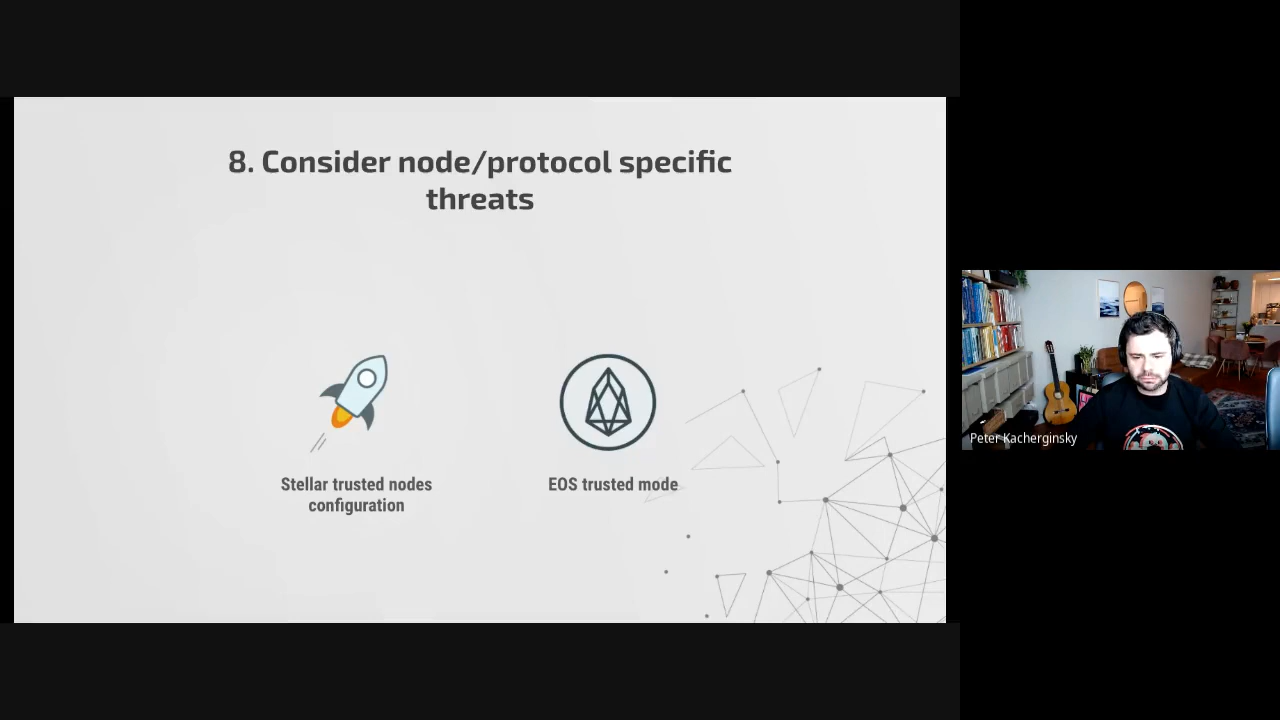 8. Consider node/protocol specific
threats
Stellar trusted nodes
configuration
EOS trusted mode
Peter Kacherginsky